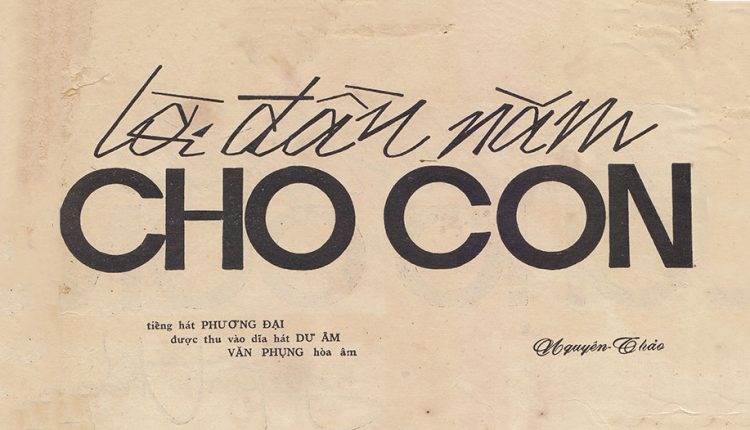 lời đầu năm
CHO CON
tiếng hát PHƯƠNG ĐẠI
được thu vào dĩa hát DƯ ÂM
VĂN PHỤNG hòa âm
Nguyên-Thảo